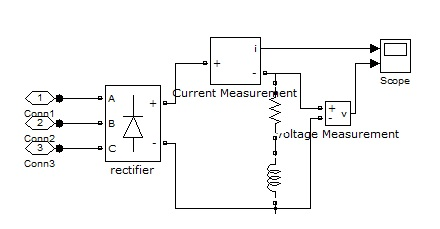 i
+
-
Current Measurement
Scope
1
Conn1
2
Conn2
3
Conn3
A
B
C
+
-
rectifier
+
-
v
oltage Measurement